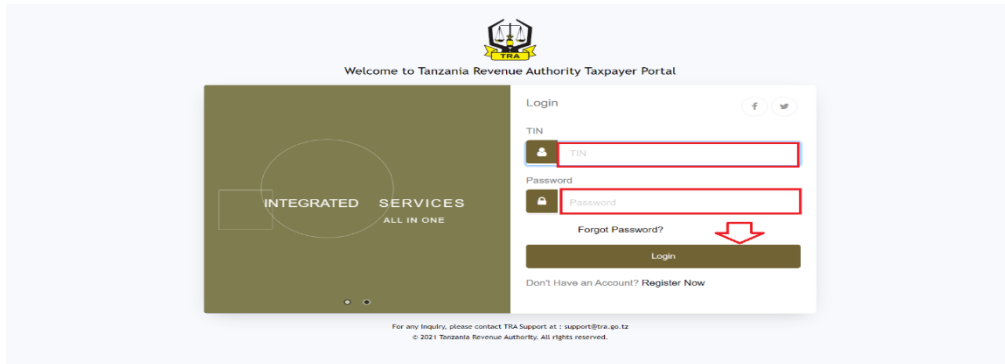 TRA
Welcome to Tanzania Revenue Authority Taxpayer Portal
INTEGRATED SERVICES
ALL IN ONE
Login
TIN
TIN
Password
Password
Forgot Password?
Login
Don't Have an Account? Register Now
For any Inquiry, please contact TRA Support at : support@tra.go.tz
© 2021 Tanzania Revenue Authority. All rights reserved.